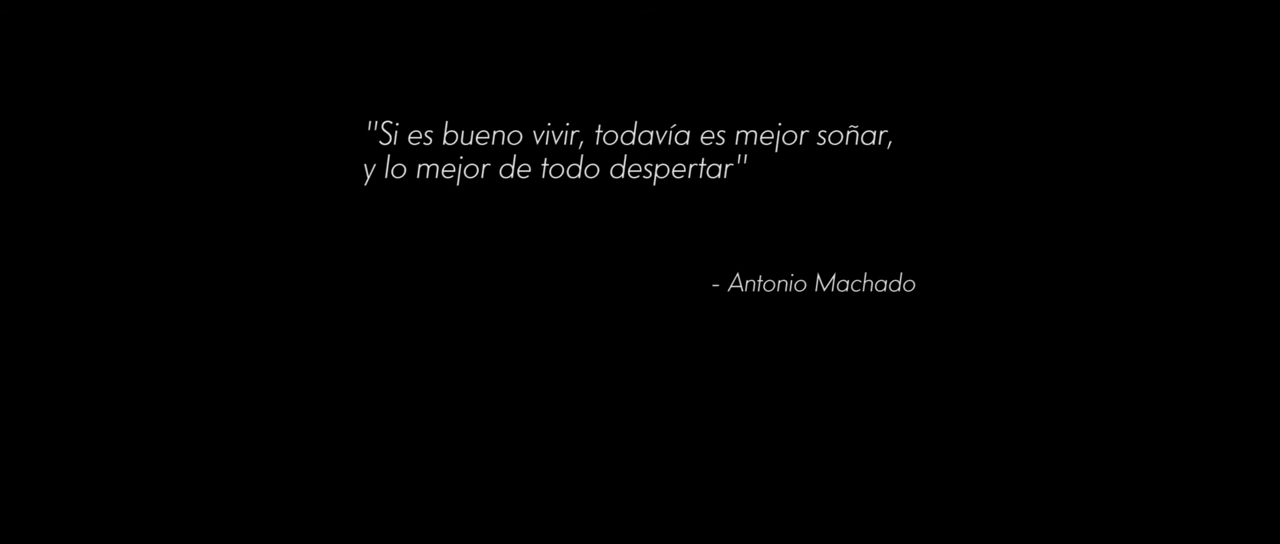 "Si es bueno vivir, todavía es mejor soñar,
y lo mejor de todo despertar"
- Antonio Machado